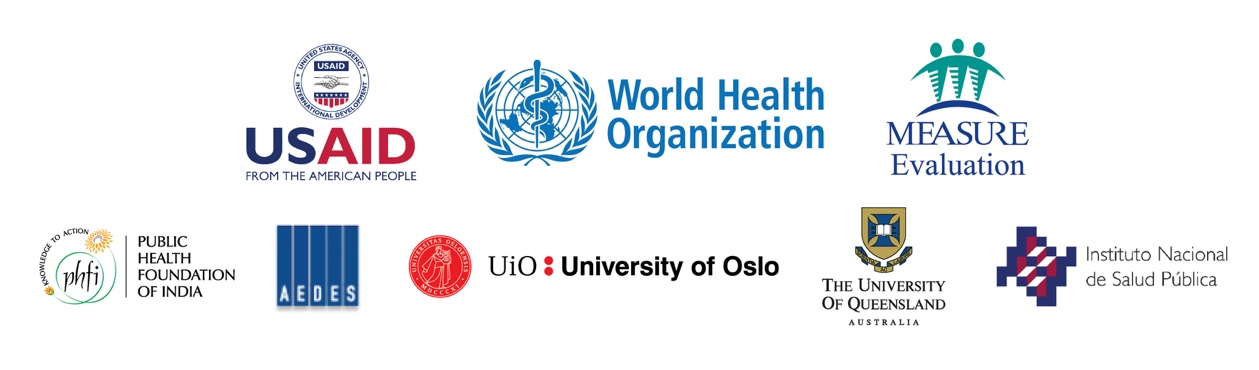 UNITED STATES AGENCY
USAID
INTERNATIONAL DEVELOPMENT
USAID
FROM THE AMERICAN PEOPLE
World Health
Organization
MEASURE
Evaluation
KNOWLEDGE TO ACTION
phfi
PUBLIC
HEALTH
FOUNDATION
OF INDIA
AEDES
UNIVERSITAS OSLOENSIS
MDCCCXI
UiO : University of Oslo
THE UNIVERSITY
OF QUEENSLAND
AUSTRALIA
Instituto Nacional
de Salud Pública